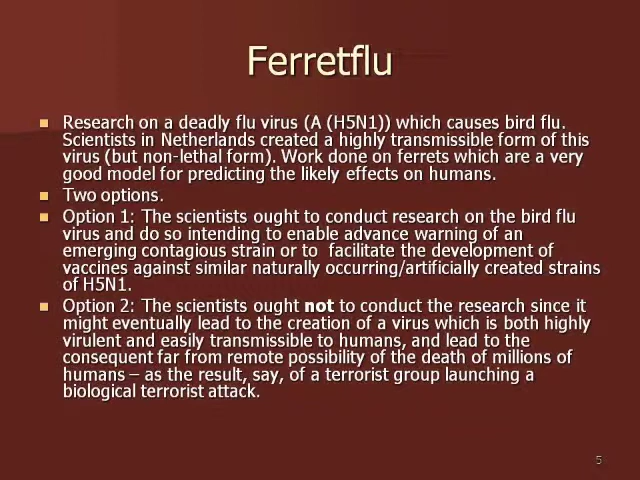 Ferretflu
Research on a deadly flu virus (A (H5N1)) which causes bird flu.
Scientists in Netherlands created a highly transmissible form of this
virus (but non-lethal form). Work done on ferrets which are a very
good model for predicting the likely effects on humans.
Two options.
Option 1: The scientists ought to conduct research on the bird flu
virus and do so intending to enable advance warning of an
emerging contagious strain or to facilitate the development of
vaccines against similar naturally occurring/artificially created strains
of H5N1.
Option 2: The scientists ought not to conduct the research since it
might eventually lead to the creation of a virus which is both highly
virulent and easily transmissible to humans, and lead to the
consequent far from remote possibility of the death of millions of
humans – as the result, say, of a terrorist group launching a
biological terrorist attack.
5